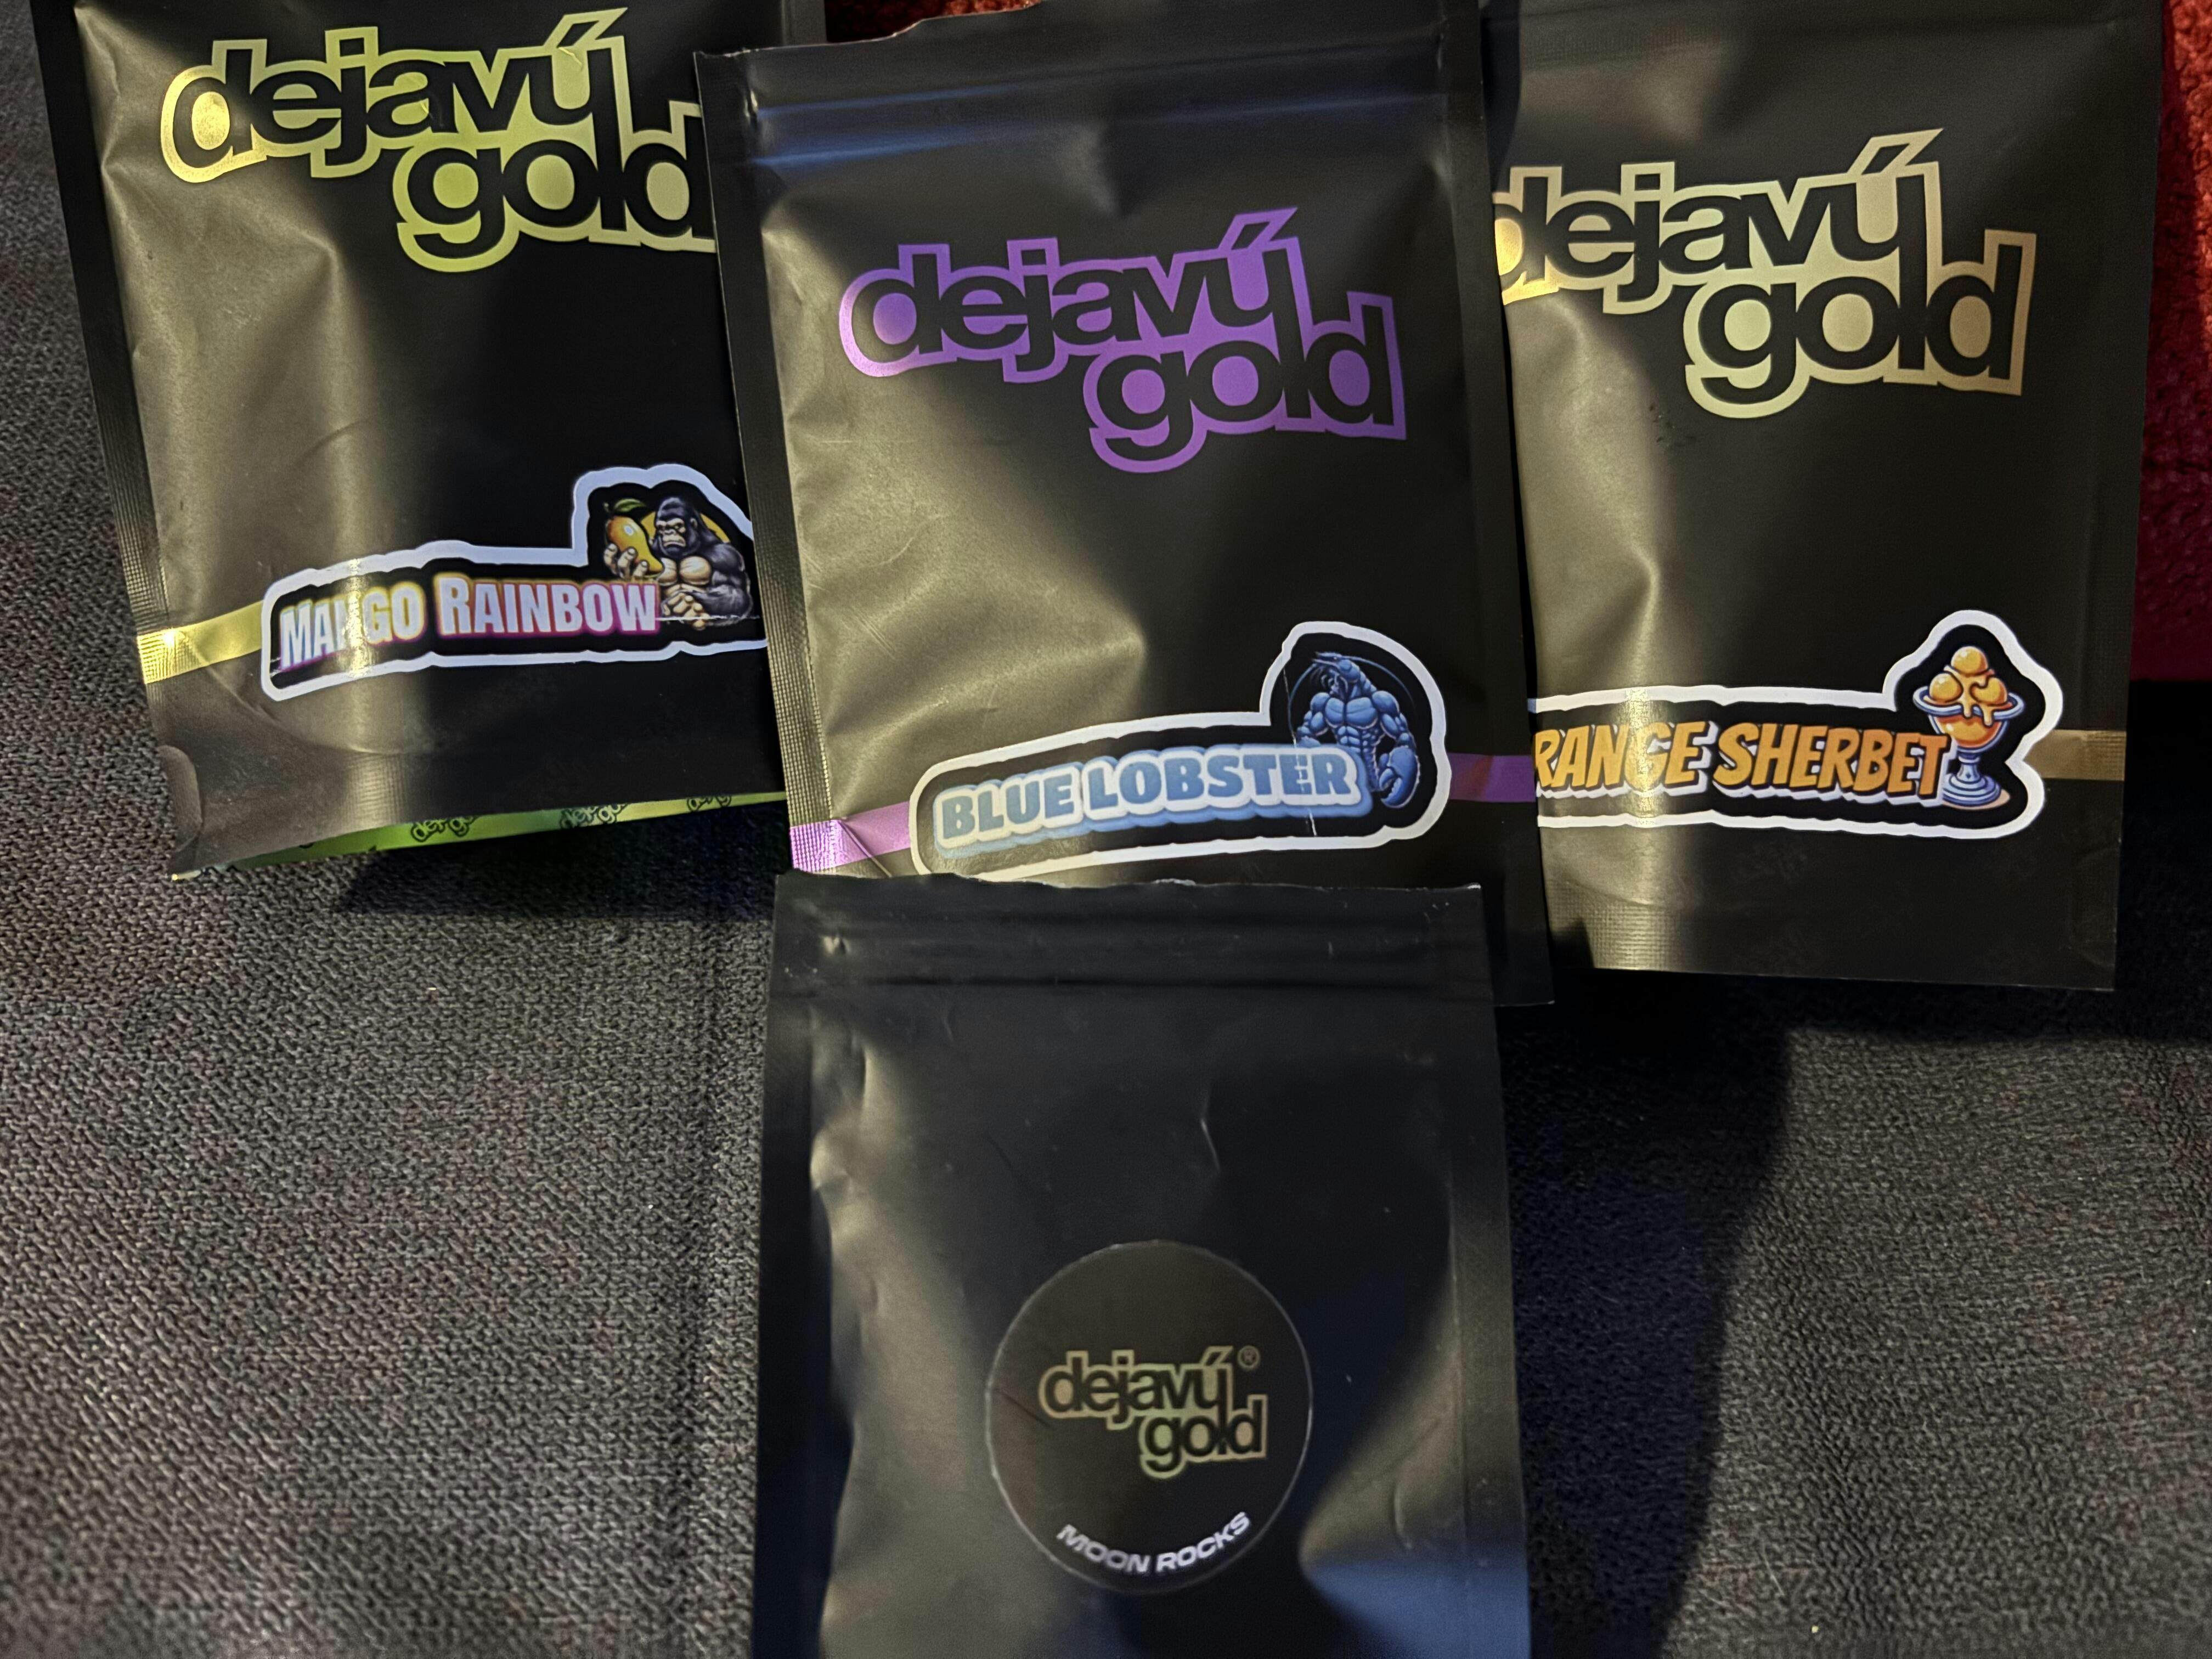 dejavú
gold
MANGO RAINBOW
dejavú
gold
BLUE LOBSTER
dejavú
gold
RANGE SHERBET
dejavú®
gold
MOON ROCKS